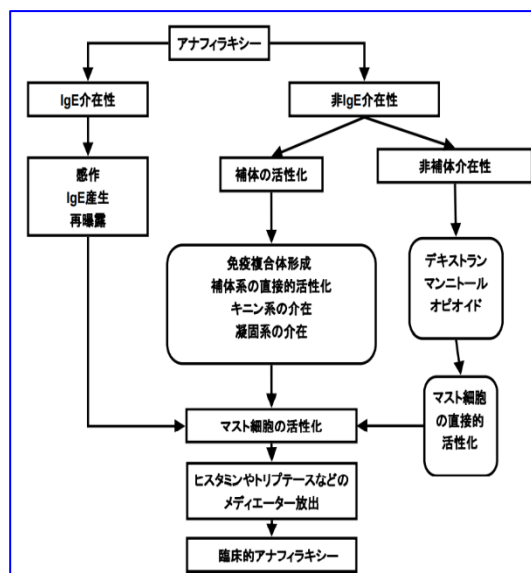 アナフィラキシー
IgE介在性
非IgE介在性
感作
IgE産生
再曝露
補体の活性化
非補体介在性
免疫複合体形成
補体系の直接的活性化
キニン系の介在
凝固系の介在
デキストラン
マンニトール
オピオイド
マスト細胞の活性化
マスト細胞
の直接的
活性化
ヒスタミンやトリプテースなどの
メディエーター放出
臨床的アナフィラキシー